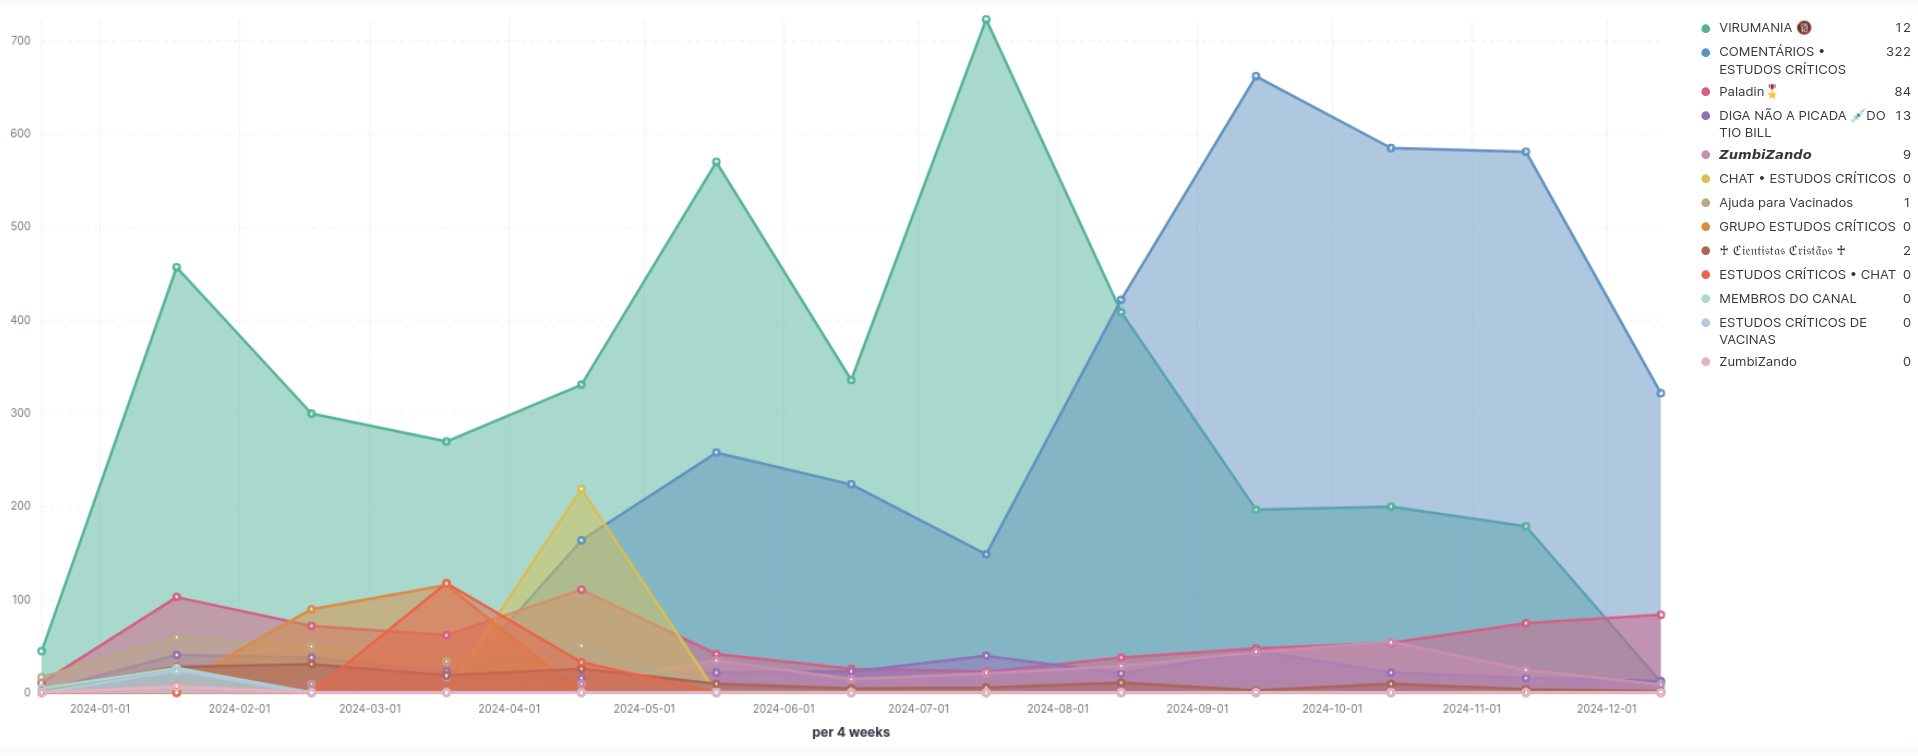 700
600
500
400
300
200
100
0
2024-01-01 2024-02-01 2024-03-01 2024-04-01 2024-05-01 2024-06-01 2024-07-01 2024-08-01 2024-09-01 2024-10-01 2024-11-01 2024-12-01
per 4 weeks
VIRUMANIA 🔞 12
COMENTÁRIOS • 322
ESTUDOS CRÍTICOS
Paladin🎖 84
DIGA NÃO A PICADA 💉DO 13
TIO BILL
𝙕𝙪𝙢𝙗𝙞𝙕𝙖𝙣𝙙𝙤 9
CHAT • ESTUDOS CRÍTICOS 0
Ajuda para Vacinados 1
GRUPO ESTUDOS CRÍTICOS 0
♰ ℭ𝔦𝔢𝔫𝔱𝔦𝔰𝔱𝔞𝔰 ℭ𝔯𝔦𝔰𝔱ã𝔬𝔰 ♰ 2
ESTUDOS CRÍTICOS • CHAT 0
MEMBROS DO CANAL 0
ESTUDOS CRÍTICOS DE 0
VACINAS
ZumbiZando 0